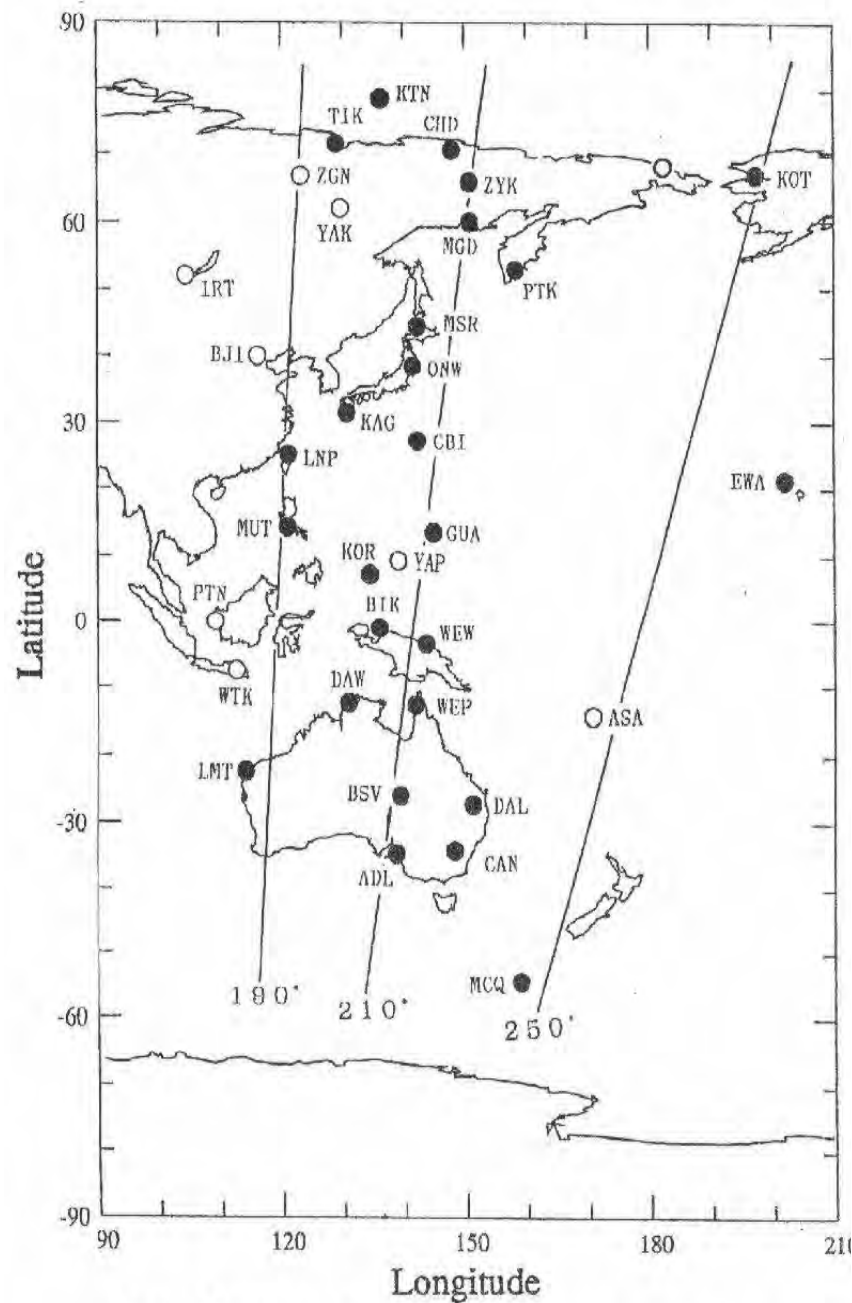 90
KTN
TIK
CHD
ZGN
ZYK
KOT
60
YAK
MGD
IRT
PTK
MSR
BJI
ONW
30
KAG
CBI
LNP
EWA
MUT
GUA
KOR
YAP
PTN
BIK
0
WEW
WTK
DAW
WEP
ASA
LMT
BSV
DAL
-30
ADL
CAN
MCQ
190°
210°
250°
-60
-90
90
120
150
180
210
Latitude
Longitude